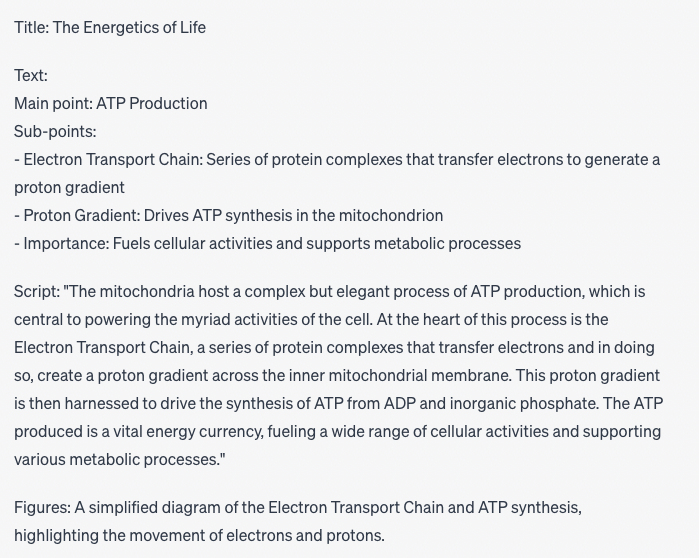 Title: The Energetics of Life
Text:
Main point: ATP Production
Sub-points:
- Electron Transport Chain: Series of protein complexes that transfer electrons to generate a
proton gradient
- Proton Gradient: Drives ATP synthesis in the mitochondrion
- Importance: Fuels cellular activities and supports metabolic processes
Script: "The mitochondria host a complex but elegant process of ATP production, which is
central to powering the myriad activities of the cell. At the heart of this process is the
Electron Transport Chain, a series of protein complexes that transfer electrons and in doing
so, create a proton gradient across the inner mitochondrial membrane. This proton gradient
is then harnessed to drive the synthesis of ATP from ADP and inorganic phosphate. The ATP
produced is a vital energy currency, fueling a wide range of cellular activities and supporting
various metabolic processes."
Figures: A simplified diagram of the Electron Transport Chain and ATP synthesis,
highlighting the movement of electrons and protons.